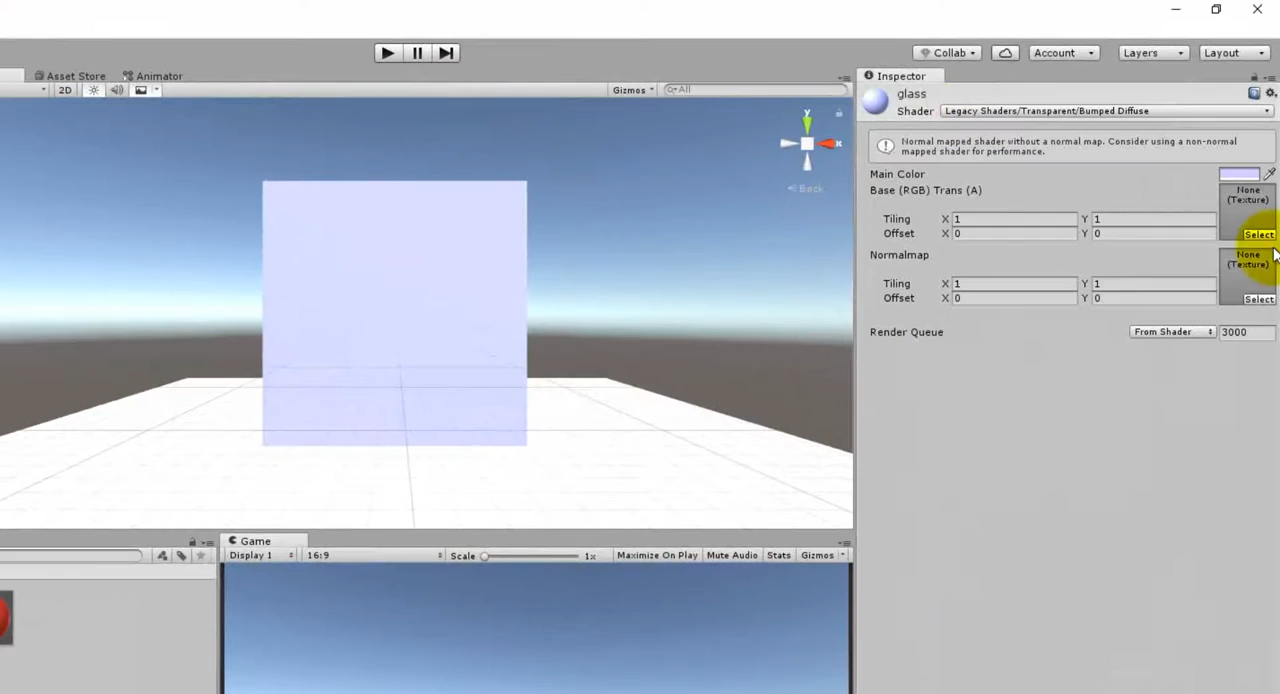 Collab
Account
Layers
Layout
Asset Store
Animator
Inspector
2D
Gizmos
All
glass
Shader
Legacy Shaders/Transparent/Bumped Diffuse
y
x
Back
Normal mapped shader without a normal map. Consider using a non-normal
mapped shader for performance.
Main Color
Base (RGB) Trans (A)
None
(Texture)
Tiling X 1 Y 1
Offset X 0 Y 0
Select
Normalmap
None
(Texture)
Tiling X 1 Y 1
Offset X 0 Y 0
Select
Render Queue From Shader 3000
Game
Display 1 16:9 Scale 1x Maximize On Play Mute Audio Stats Gizmos